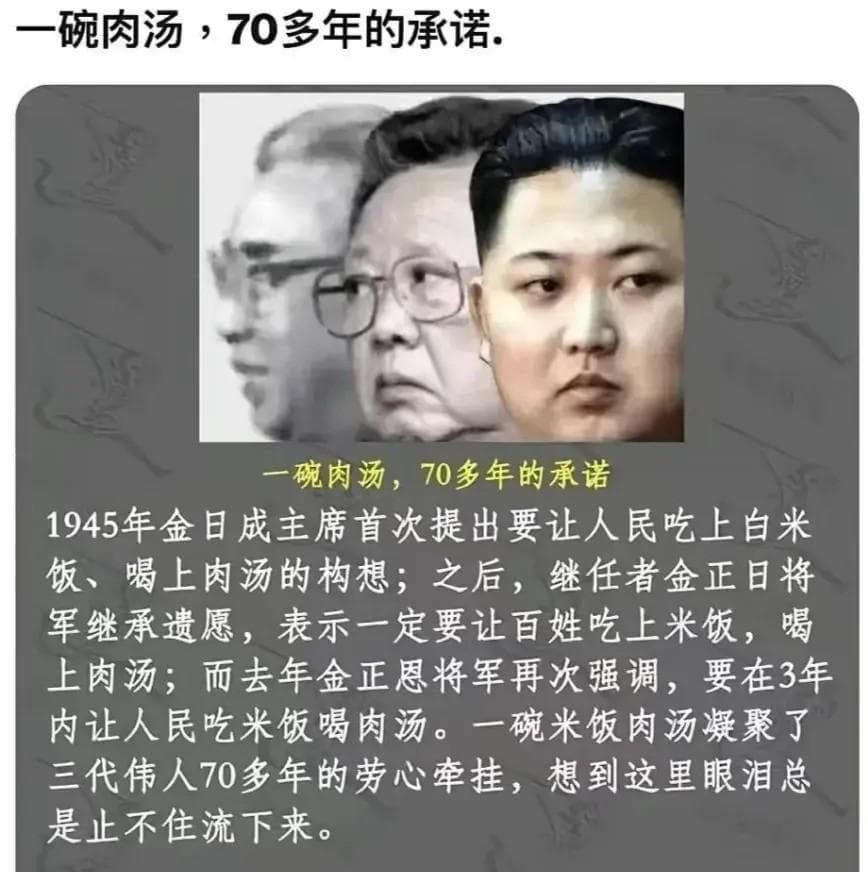 一碗肉汤，70多年的承诺.
一碗肉汤，70多年的承诺
1945年金日成主席首次提出要让人民吃上白米
饭、喝上肉汤的构想；之后，继任者金正日将
军继承遗愿，表示一定要让百姓吃上米饭，喝
上肉汤；而去年金正恩将军再次强调，要在3年
内让人民吃米饭喝肉汤。一碗米饭肉汤凝聚了
三代伟人70多年的劳心牵挂，想到这里眼泪总
是止不住流下来。